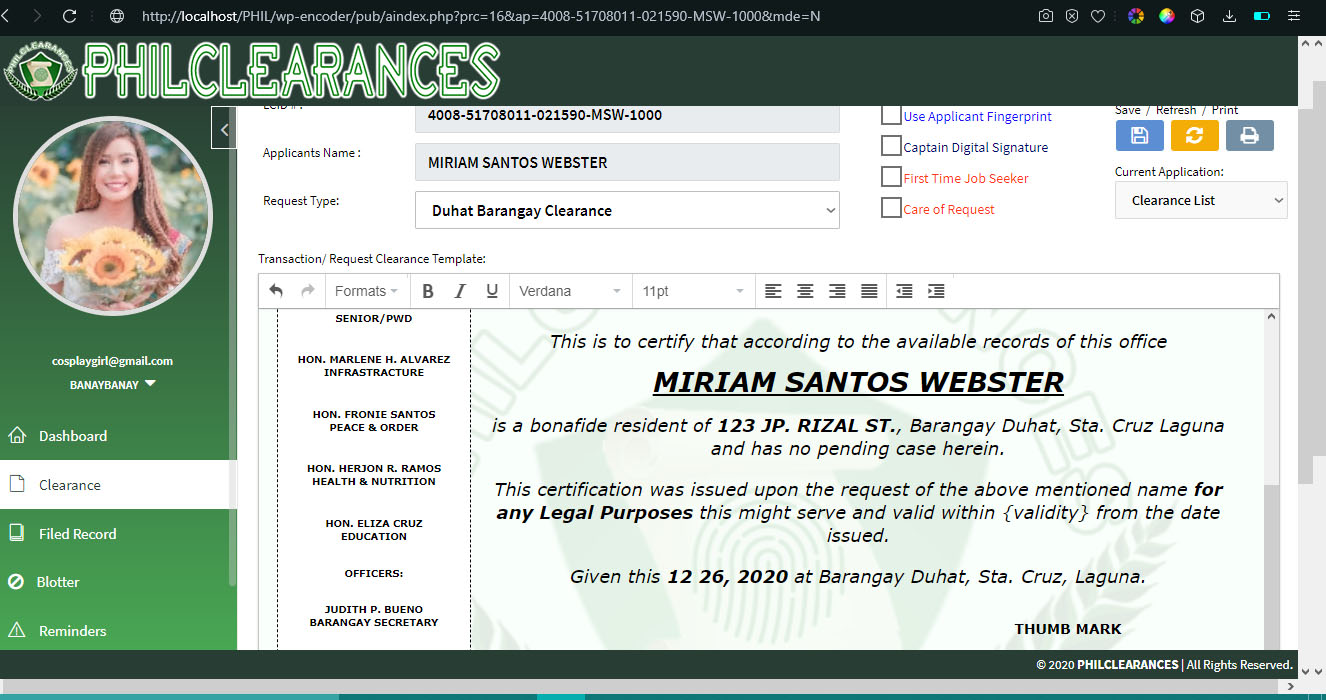 http://localhost/PHIL/wp-encoder/pub/aindex.php?prc=16&ap=4008-51708011-021590-MSW-1000&mde=N
PHILCLEARANCES
PHILCLEARANCES
4008-51708011-021590-MSW-1000
Applicants Name :
MIRIAM SANTOS WEBSTER
Request Type:
Duhat Barangay Clearance
Use Applicant Fingerprint
Captain Digital Signature
First Time Job Seeker
Care of Request
Save / Refresh / Print
Current Application:
Clearance List
cosplaygirl@gmail.com
BANAYBANAY
Dashboard
Clearance
Filed Record
Blotter
Reminders
Transaction/ Request Clearance Template:
Formats
B I U
Verdana
11pt
SENIOR/PWD
HON. MARLENE H. ALVAREZ
INFRASTRACTURE
HON. FRONIE SANTOS
PEACE & ORDER
HON. HERJON R. RAMOS
HEALTH & NUTRITION
HON. ELIZA CRUZ
EDUCATION
OFFICERS:
JUDITH P. BUENO
BARANGAY SECRETARY
This is to certify that according to the available records of this office
MIRIAM SANTOS WEBSTER
is a bonafide resident of 123 JP. RIZAL ST., Barangay Duhat, Sta. Cruz Laguna
and has no pending case herein.
This certification was issued upon the request of the above mentioned name for
any Legal Purposes this might serve and valid within {validity} from the date
issued.
Given this 12 26, 2020 at Barangay Duhat, Sta. Cruz, Laguna.
THUMB MARK
© 2020 PHILCLEARANCES | All Rights Reserved.